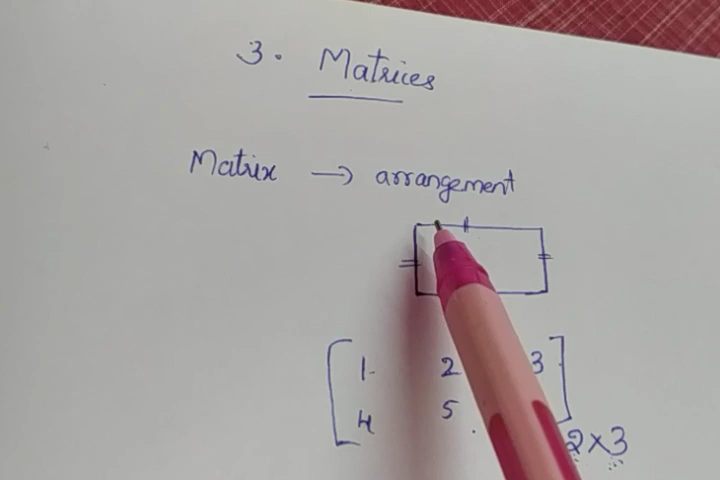 3. Matrices
Matrix → arrangement
1 2 3
4 5
2×3